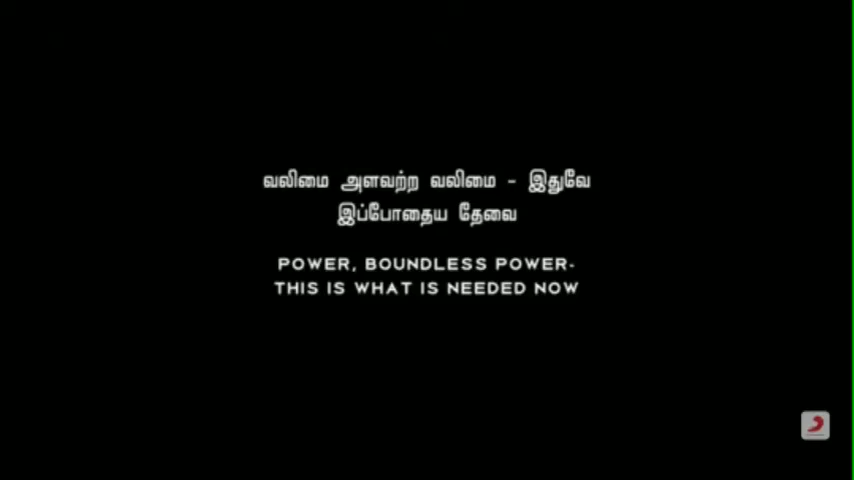 வலிமை அளவற்ற வலிமை - இதுவே
இப்போதைய தேவை
POWER, BOUNDLESS POWER-
THIS IS WHAT IS NEEDED NOW